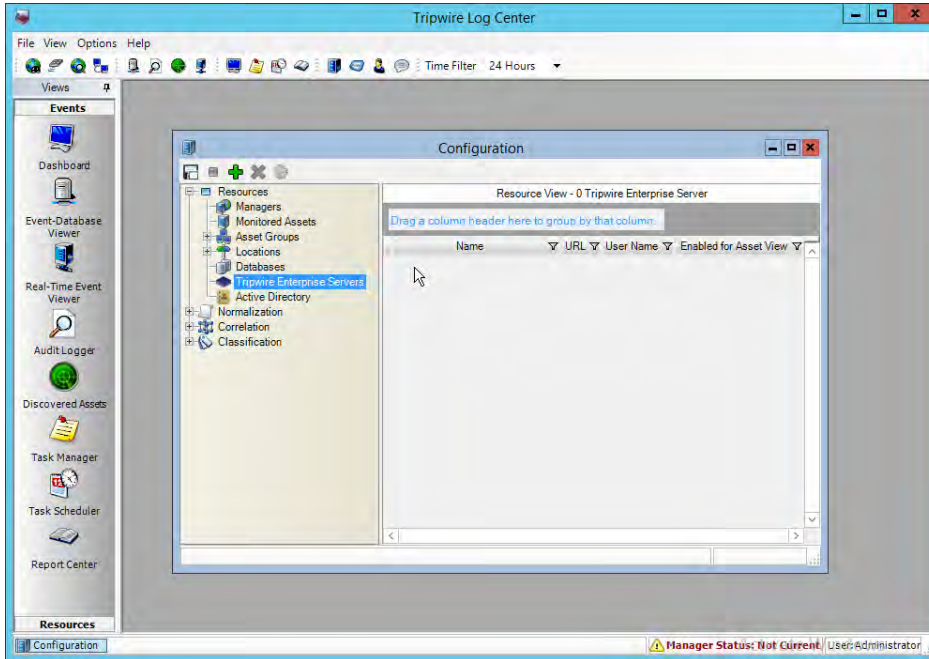 Tripwire Log Center
File View Options Help
Time Filter 24 Hours
Views
Events
Dashboard
Event-Database
Viewer
Real-Time Event
Viewer
Audit Logger
Discovered Assets
Task Manager
Task Scheduler
Report Center
Resources
Configuration
Resources
Managers
Monitored Assets
Asset Groups
Locations
Databases
Tripwire Enterprise Servers
Active Directory
Normalization
Correlation
Classification
Resource View - 0 Tripwire Enterprise Server
Drag a column header here to group by that column.
Name URL User Name Enabled for Asset View
Configuration
Manager Status: Not Current User: Administrator